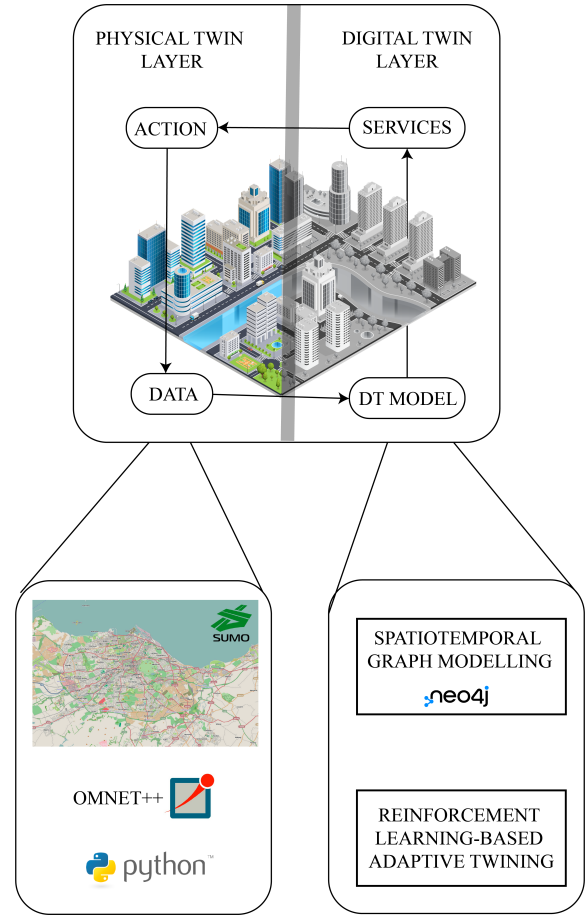 PHYSICAL TWIN
LAYER
DIGITAL TWIN
LAYER
ACTION
SERVICES
DATA
DT MODEL
SUMO
OMNET++
python™
SPATIOTEMPORAL
GRAPH MODELLING
neo4j
REINFORCEMENT
LEARNING-BASED
ADAPTIVE TWINING